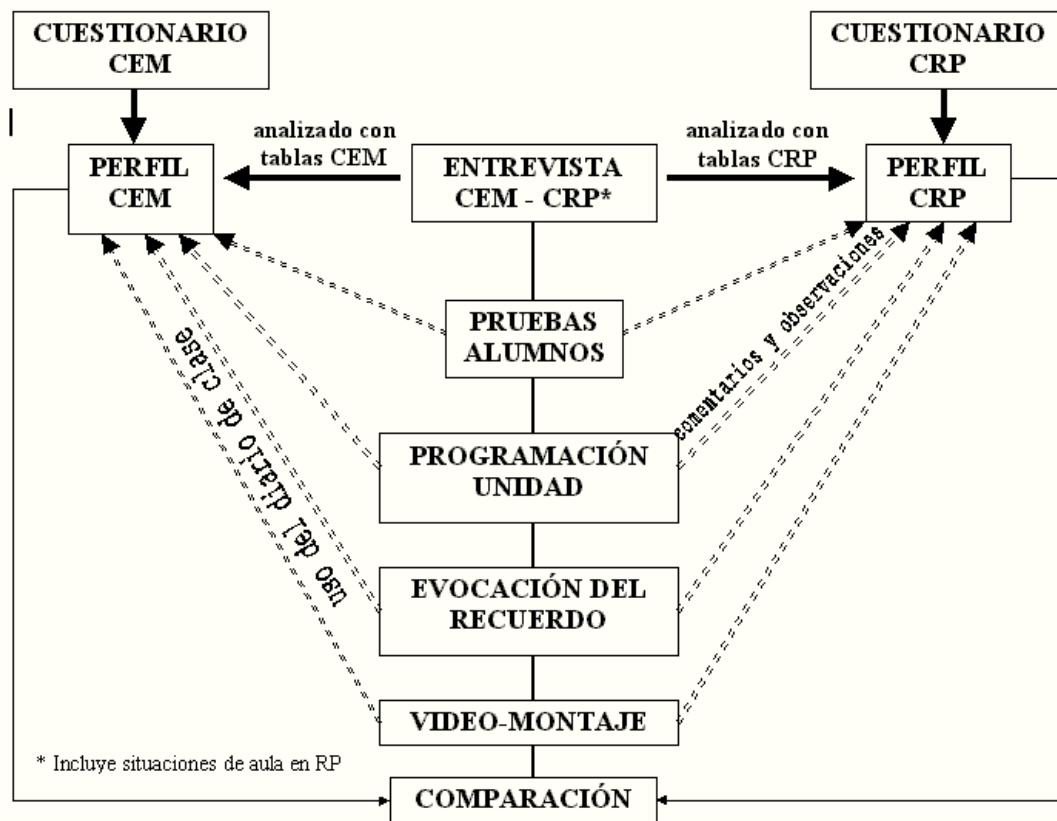 CUESTIONARIO
CEM
CUESTIONARIO
CRP
analizado con
tablas CEM
analizado con
tablas CRP
PERFIL
CEM
ENTREVISTA
CEM - CRP*
PERFIL
CRP
PRUEBAS
ALUMNOS
comentarios y observaciones
uso del diario de clase
PROGRAMACIÓN
UNIDAD
EVOCACIÓN DEL
RECUERDO
VIDEO-MONTAJE
* Incluye situaciones de aula en RP
COMPARACIÓN